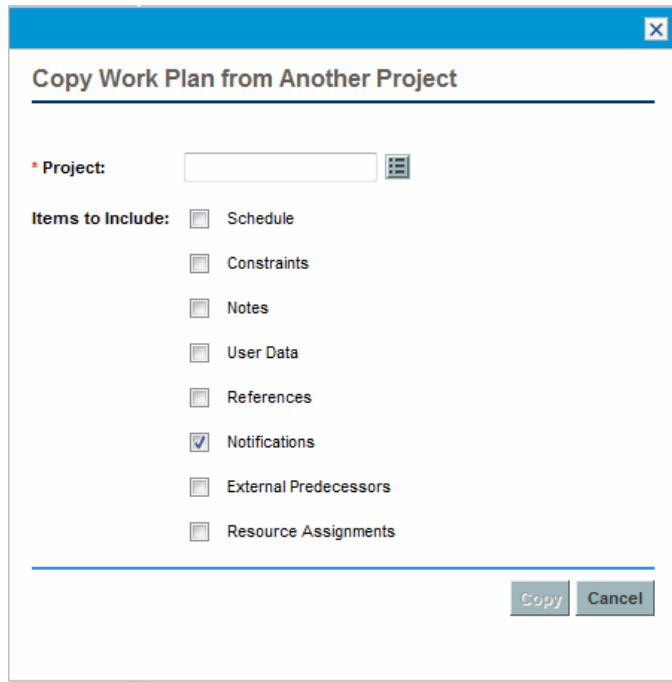 Copy Work Plan from Another Project
* Project:
Items to Include: Schedule
Constraints
Notes
User Data
References
Notifications
External Predecessors
Resource Assignments
Copy Cancel